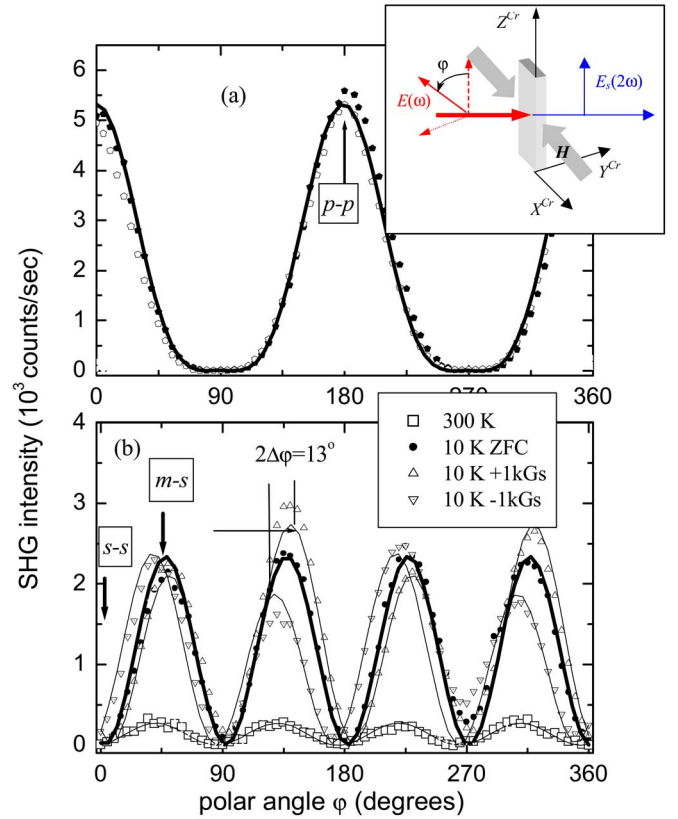 (a)
p-p
Z^Cr
φ
E(ω)
E_s(2ω)
H
Y^Cr
X^Cr
6
5
4
3
2
1
0
0 90 180 270 360
SHG intensity (10^3 counts/sec)
4
3
2
1
0
(b)
2Δφ=13°
m-s
s-s
300 K
10 K ZFC
10 K +1kGs
10 K -1kGs
0 90 180 270 360
polar angle φ (degrees)